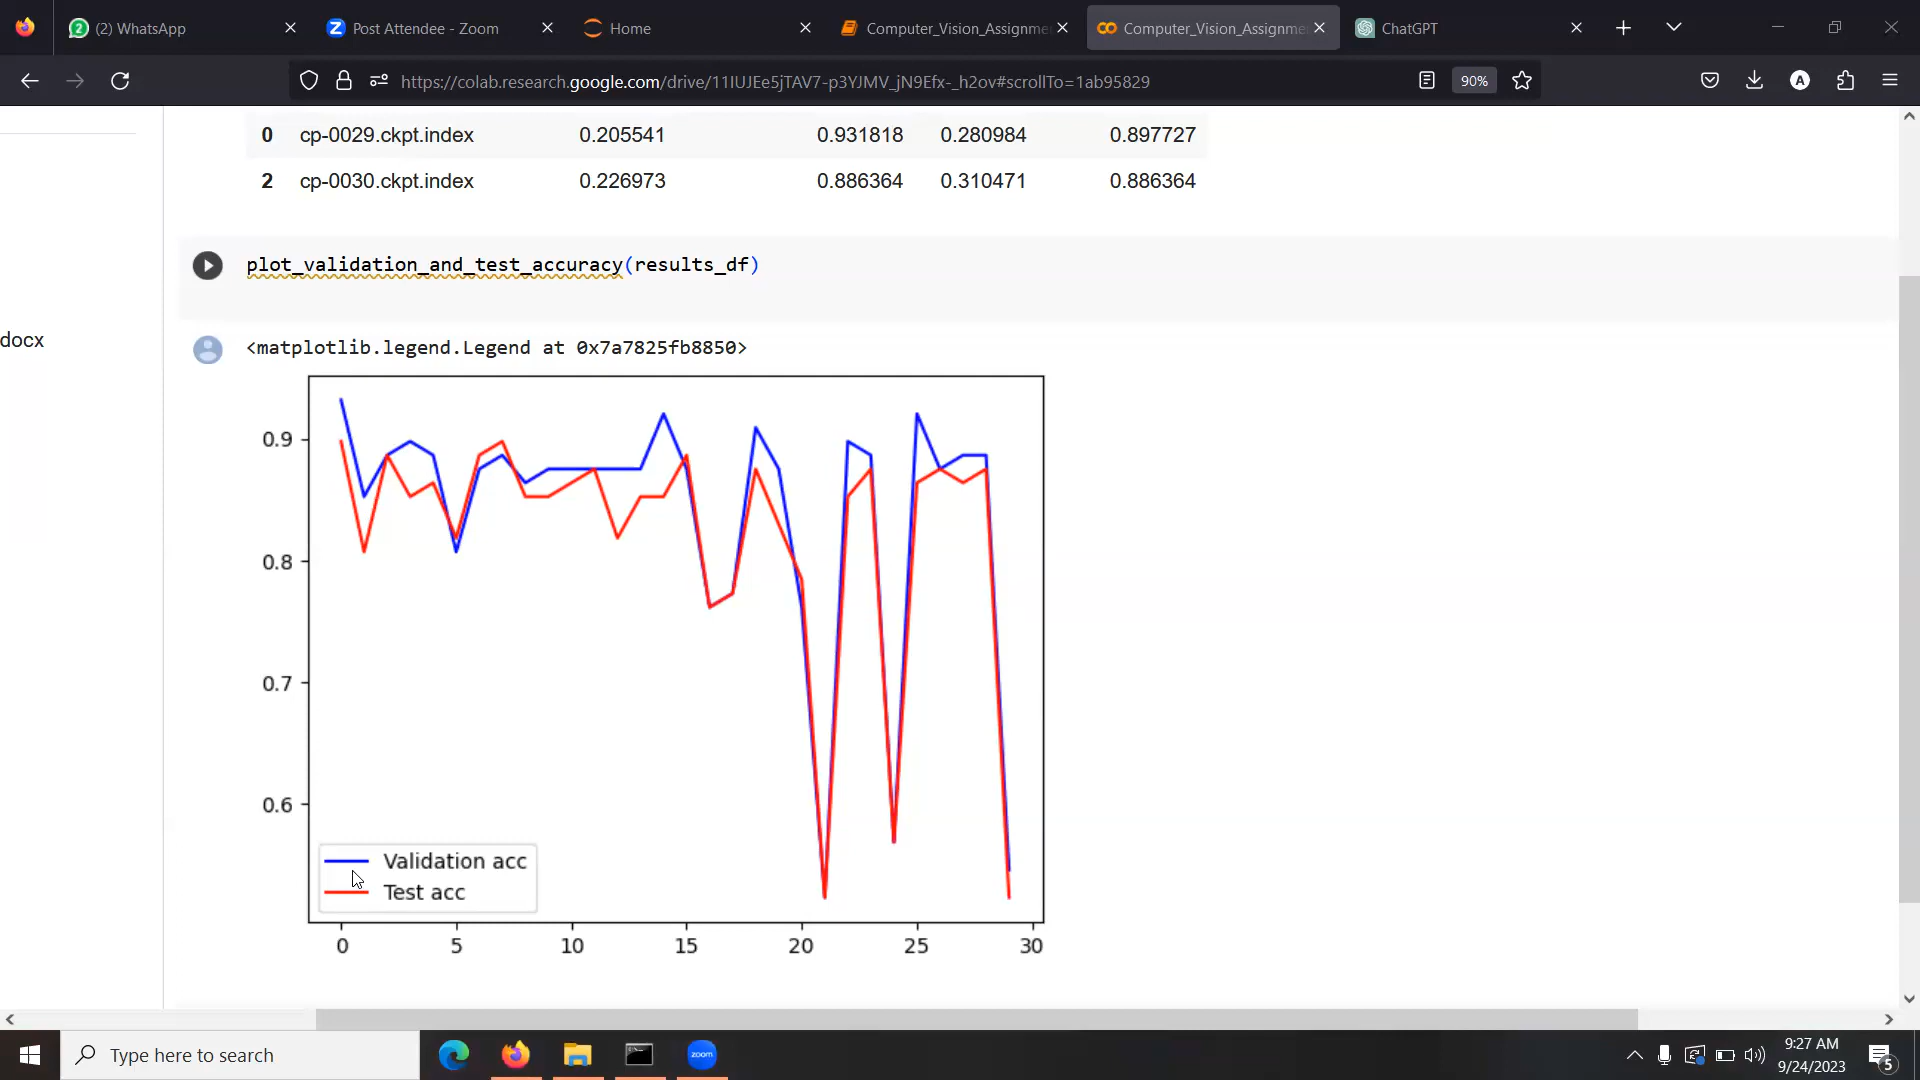 (2) WhatsApp
Post Attendee - Zoom
Home
Computer_Vision_Assignme
Computer_Vision_Assignme
ChatGPT
https://colab.research.google.com/drive/11IUJEe5jTAV7-p3YJMV_jN9Efx-_h2ov#scrollTo=1ab95829
90%
0 cp-0029.ckpt.index 0.205541 0.931818 0.280984 0.897727
2 cp-0030.ckpt.index 0.226973 0.886364 0.310471 0.886364
plot_validation_and_test_accuracy(results_df)
docx
<matplotlib.legend.Legend at 0x7a7825fb8850>
0.9
0.8
0.7
0.6
Validation acc
Test acc
0 5 10 15 20 25 30
Type here to search
zoom
9:27 AM
9/24/2023
5